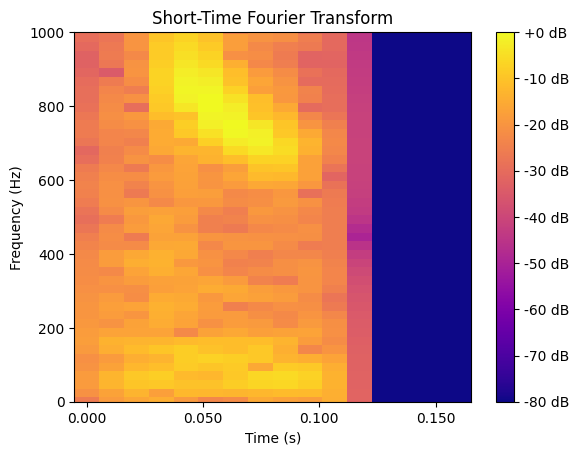 Short-Time Fourier Transform
1000
800
600
400
200
0
Frequency (Hz)
0.000
0.050
0.100
0.150
Time (s)
+0 dB
-10 dB
-20 dB
-30 dB
-40 dB
-50 dB
-60 dB
-70 dB
-80 dB